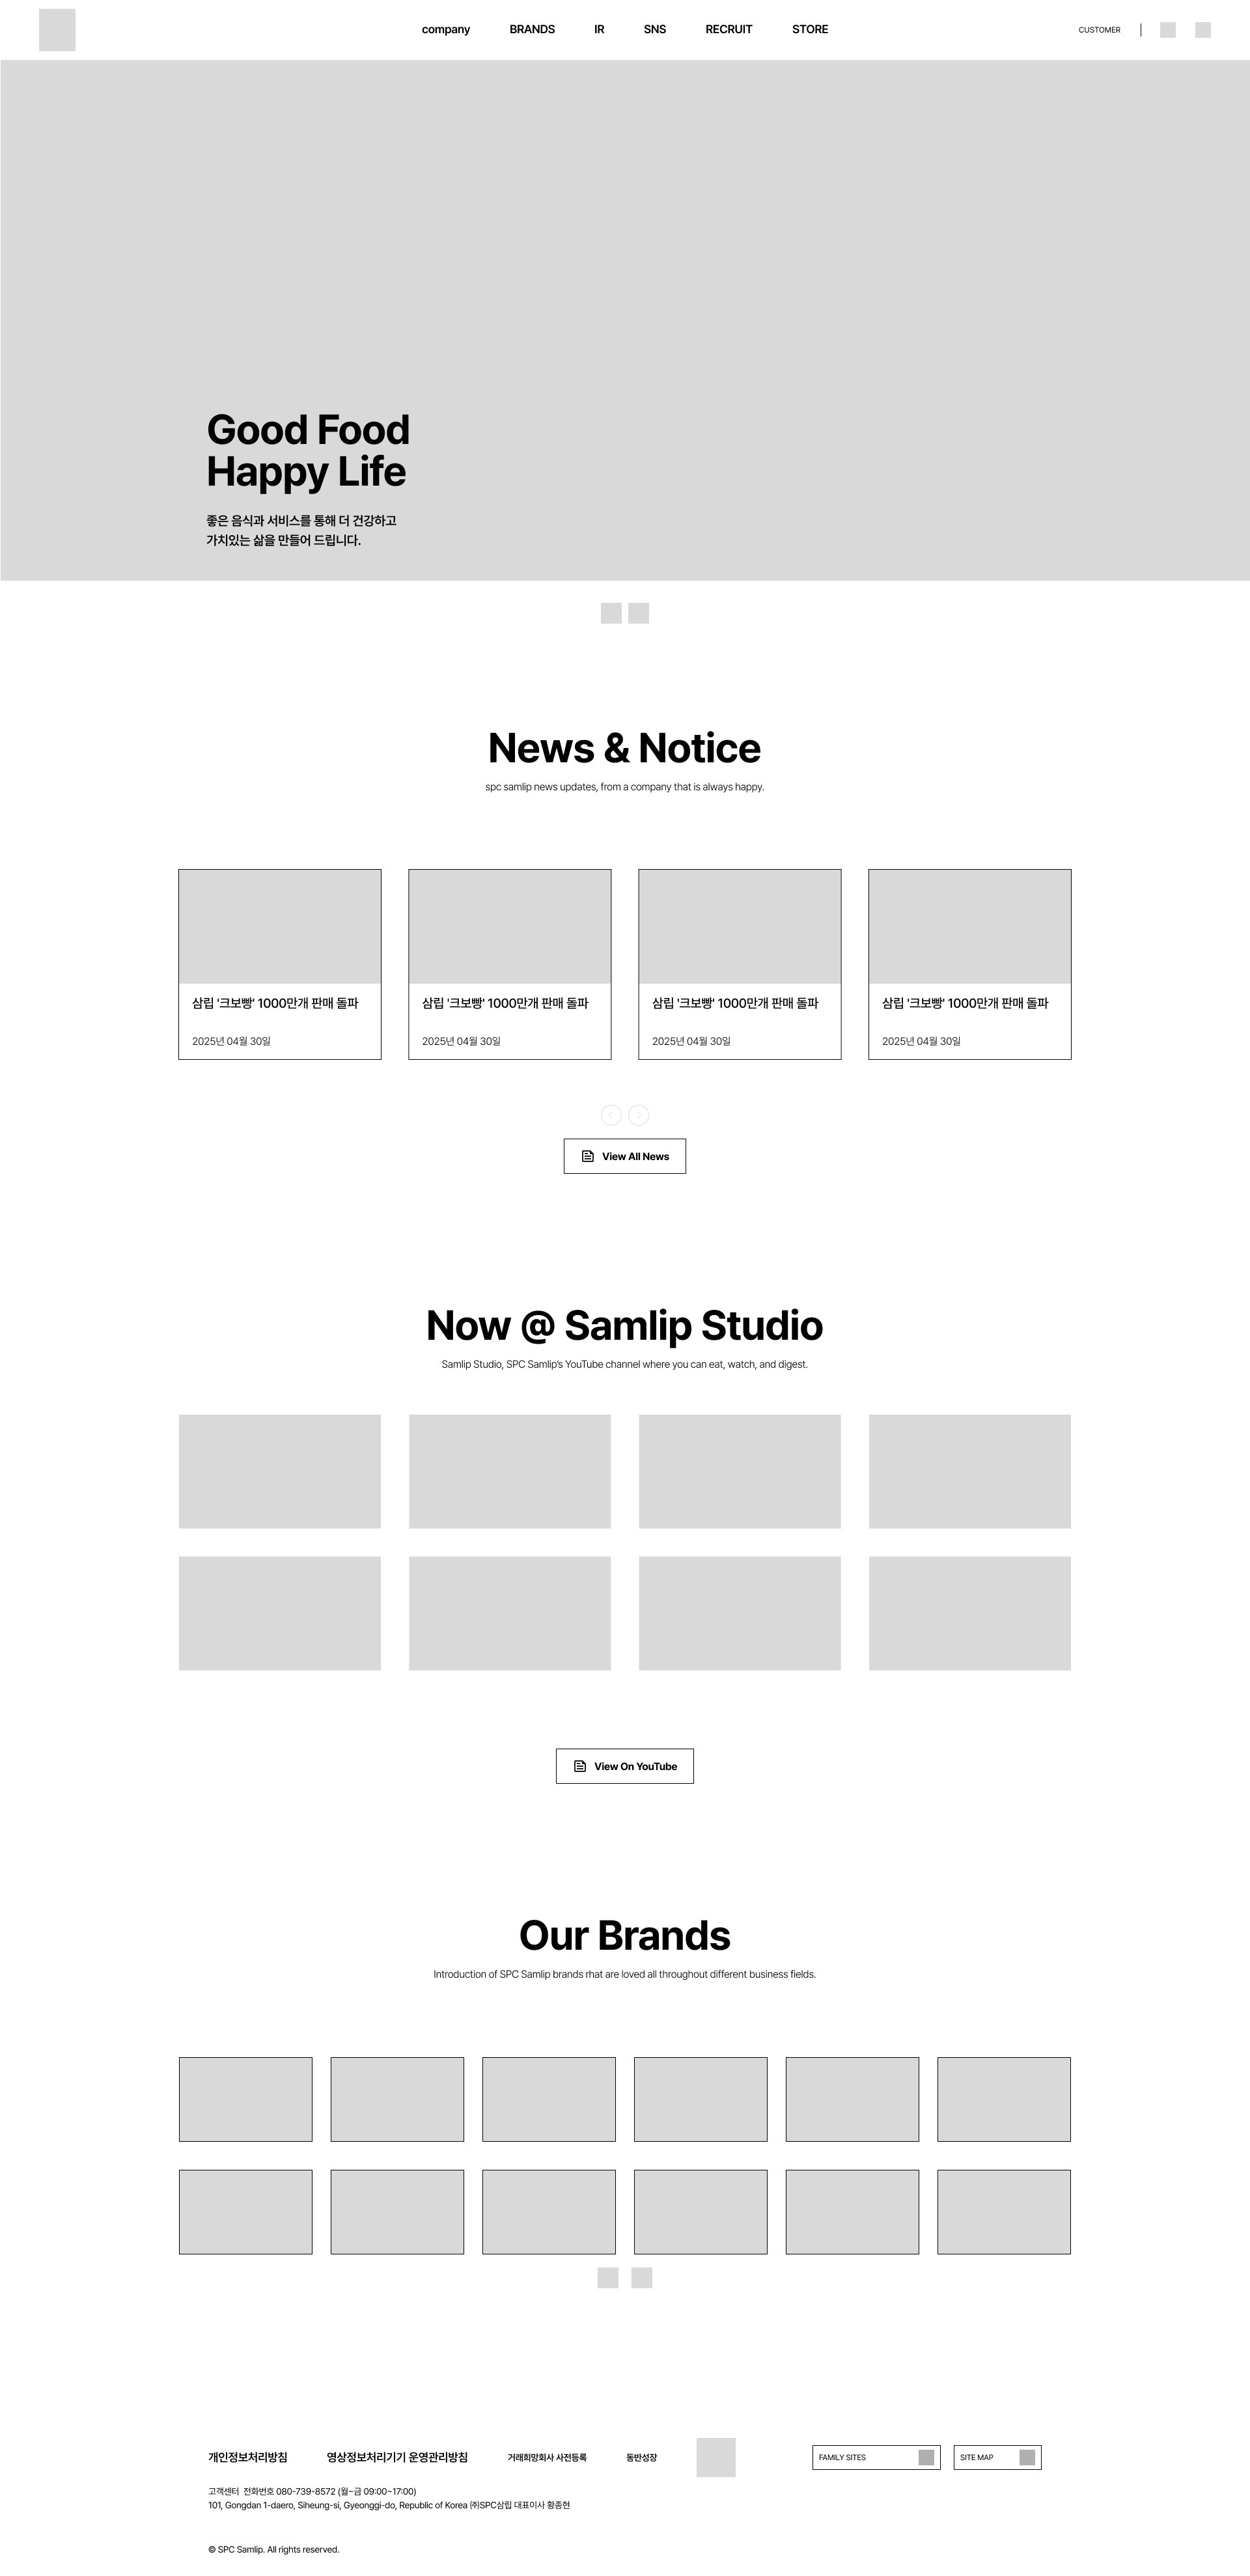 company BRANDS IR SNS RECRUIT STORE CUSTOMER
Good Food
Happy Life
좋은 음식과 서비스를 통해 더 건강하고
가치있는 삶을 만들어 드립니다.
News & Notice
spc samlip news updates, from a company that is always happy.
삼립 '크보빵' 1000만개 판매 돌파
2025년 04월 30일
삼립 '크보빵' 1000만개 판매 돌파
2025년 04월 30일
삼립 '크보빵' 1000만개 판매 돌파
2025년 04월 30일
삼립 '크보빵' 1000만개 판매 돌파
2025년 04월 30일
View All News
Now @ Samlip Studio
Samlip Studio, SPC Samlip's YouTube channel where you can eat, watch, and digest.
View On YouTube
Our Brands
Introduction of SPC Samlip brands rhat are loved all throughout different business fields.
개인정보처리방침 영상정보처리기기 운영관리방침 거래희망회사 사전등록 동반성장 FAMILY SITES SITE MAP
고객센터 전화번호 080-739-8572 (월~금 09:00~17:00)
101, Gongdan 1-daero, Siheung-si, Gyeonggi-do, Republic of Korea ㈜SPC삼립 대표이사 황종현
© SPC Samlip. All rights reserved.